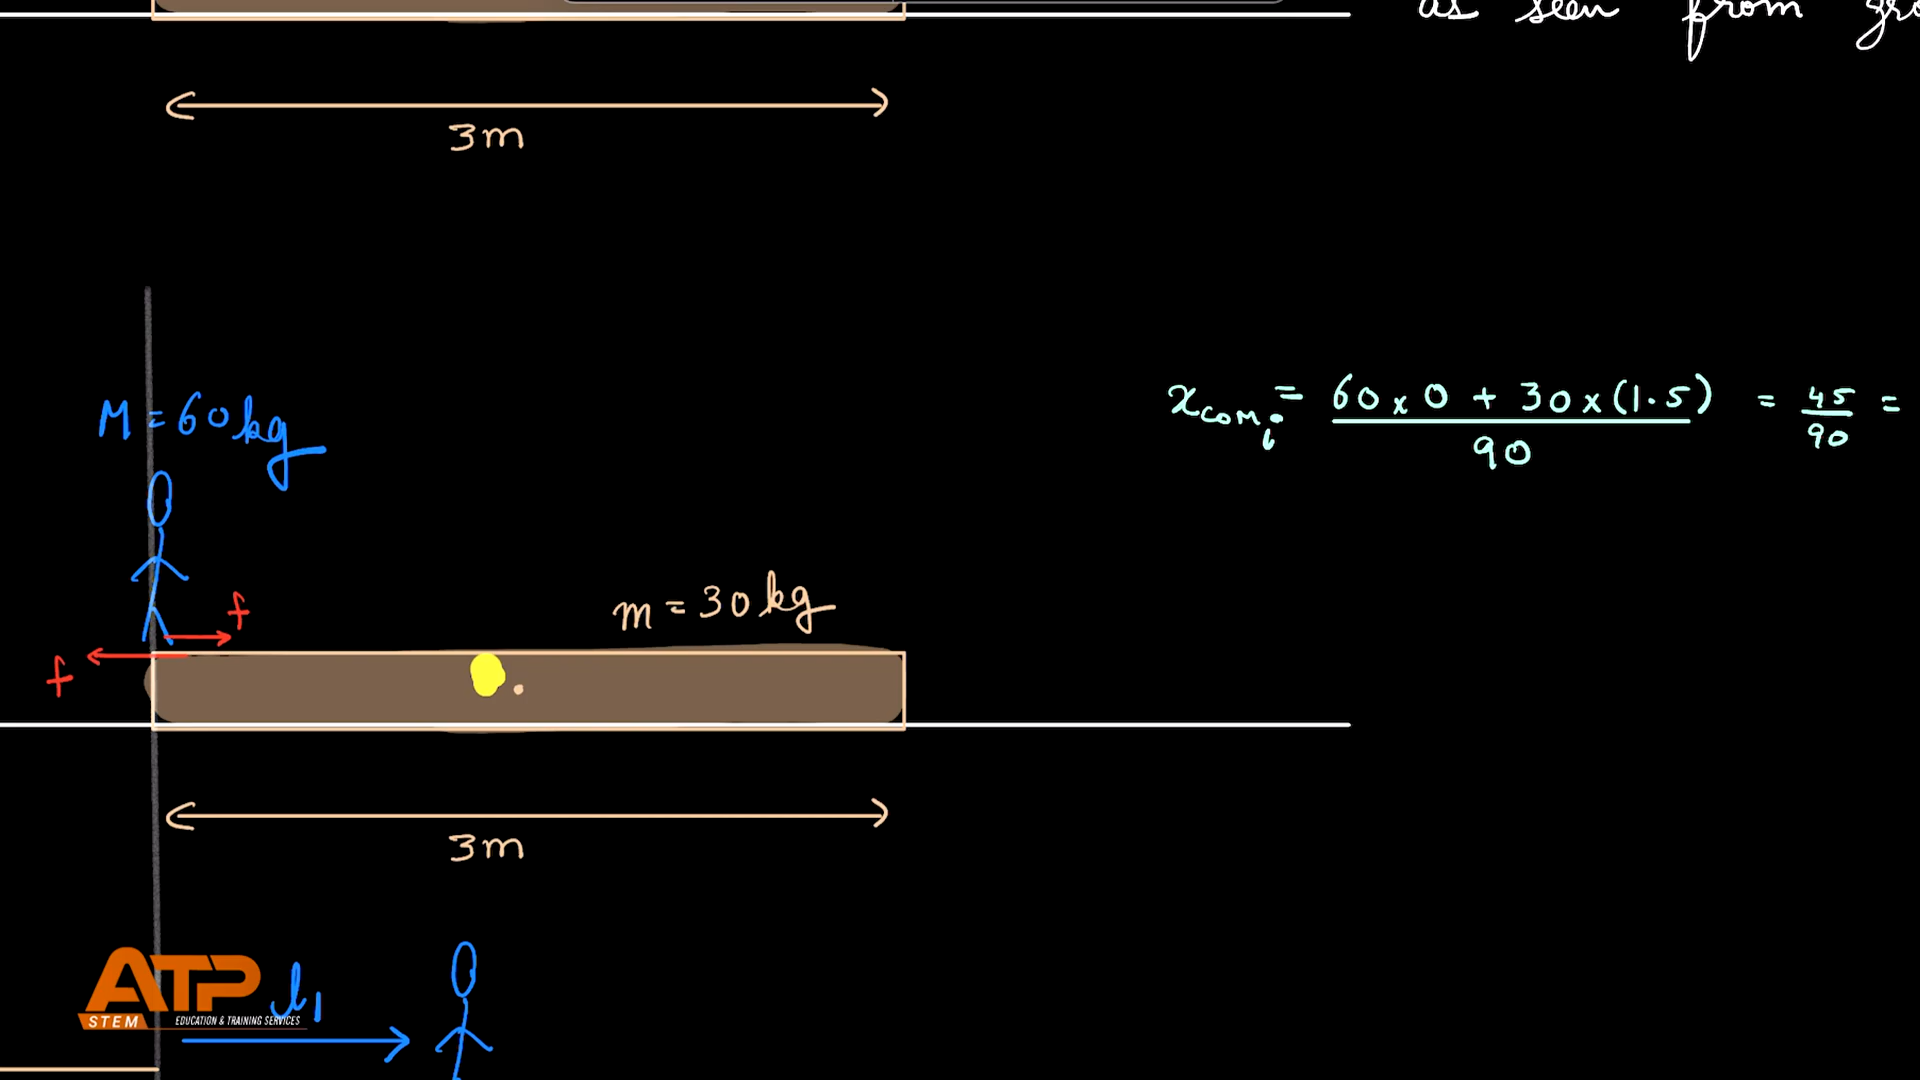 as seen from
3m
M = 60kg
x_com_i = (60 × 0 + 30 × (1.5)) / 90 = 45/90 =
f
m = 30kg
f
3m
ATP
l₁
STEM EDUCATION & TRAINING SERVICES